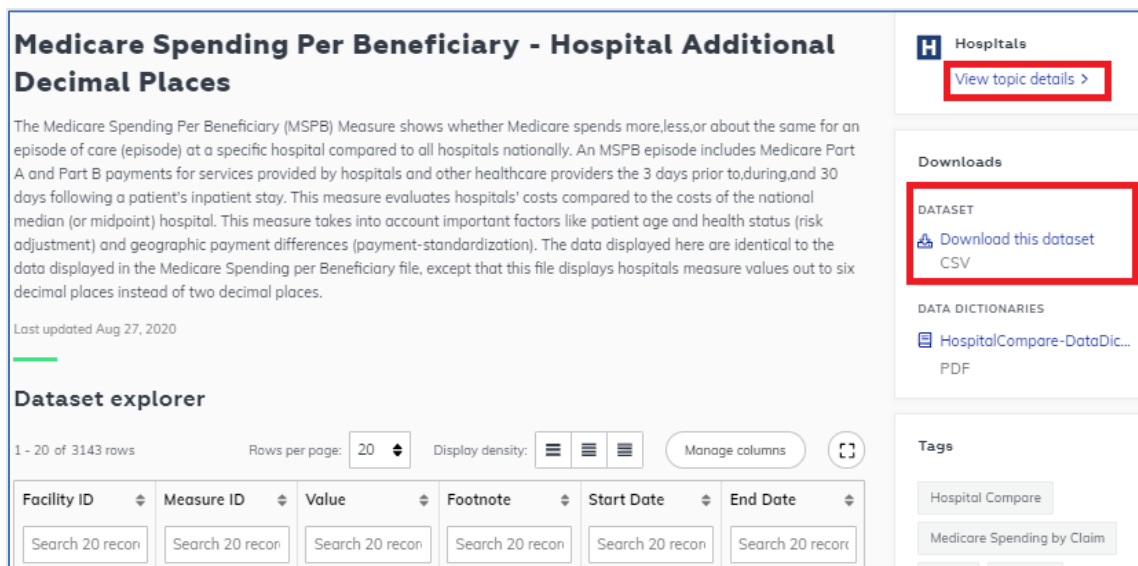 Medicare Spending Per Beneficiary - Hospital Additional
Decimal Places
The Medicare Spending Per Beneficiary (MSPB) Measure shows whether Medicare spends more,less,or about the same for an
episode of care (episode) at a specific hospital compared to all hospitals nationally. An MSPB episode includes Medicare Part
A and Part B payments for services provided by hospitals and other healthcare providers the 3 days prior to,during,and 30
days following a patient's inpatient stay. This measure evaluates hospitals' costs compared to the costs of the national
median (or midpoint) hospital. This measure takes into account important factors like patient age and health status (risk
adjustment) and geographic payment differences (payment-standardization). The data displayed here are identical to the
data displayed in the Medicare Spending per Beneficiary file, except that this file displays hospitals measure values out to six
decimal places instead of two decimal places.
Last updated Aug 27, 2020
Dataset explorer
1 - 20 of 3143 rows Rows per page: 20 Display density: Manage columns
Facility ID Measure ID Value Footnote Start Date End Date
Search 20 recor Search 20 recor Search 20 recor Search 20 recor Search 20 recor Search 20 recor
H Hospitals
View topic details >
Downloads
DATASET
Download this dataset
CSV
DATA DICTIONARIES
HospitalCompare-DataDic...
PDF
Tags
Hospital Compare
Medicare Spending by Claim